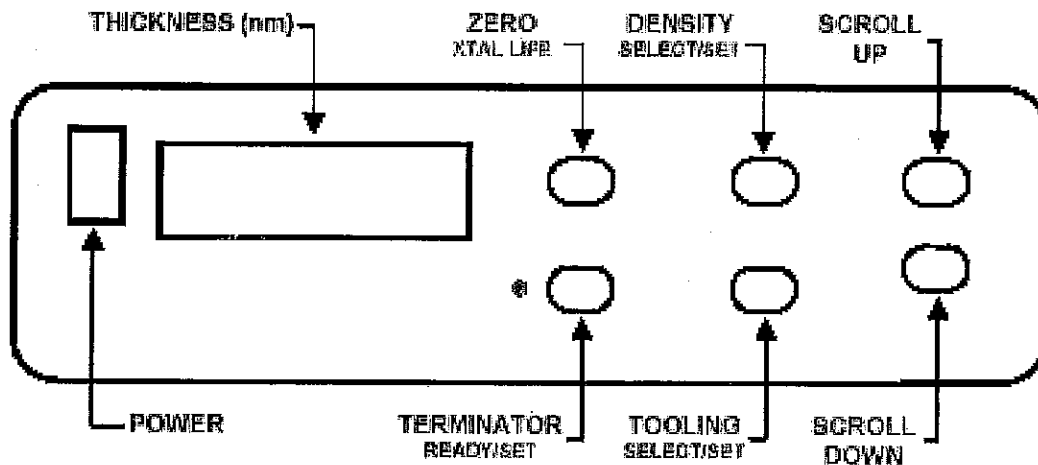 THICKNESS (nm)
ZERO
XTAL LIFE
DENSITY
SELECT/SET
SCROLL
UP
POWER
TERMINATOR
READY/SET
TOOLING
SELECT/SET
SCROLL
DOWN